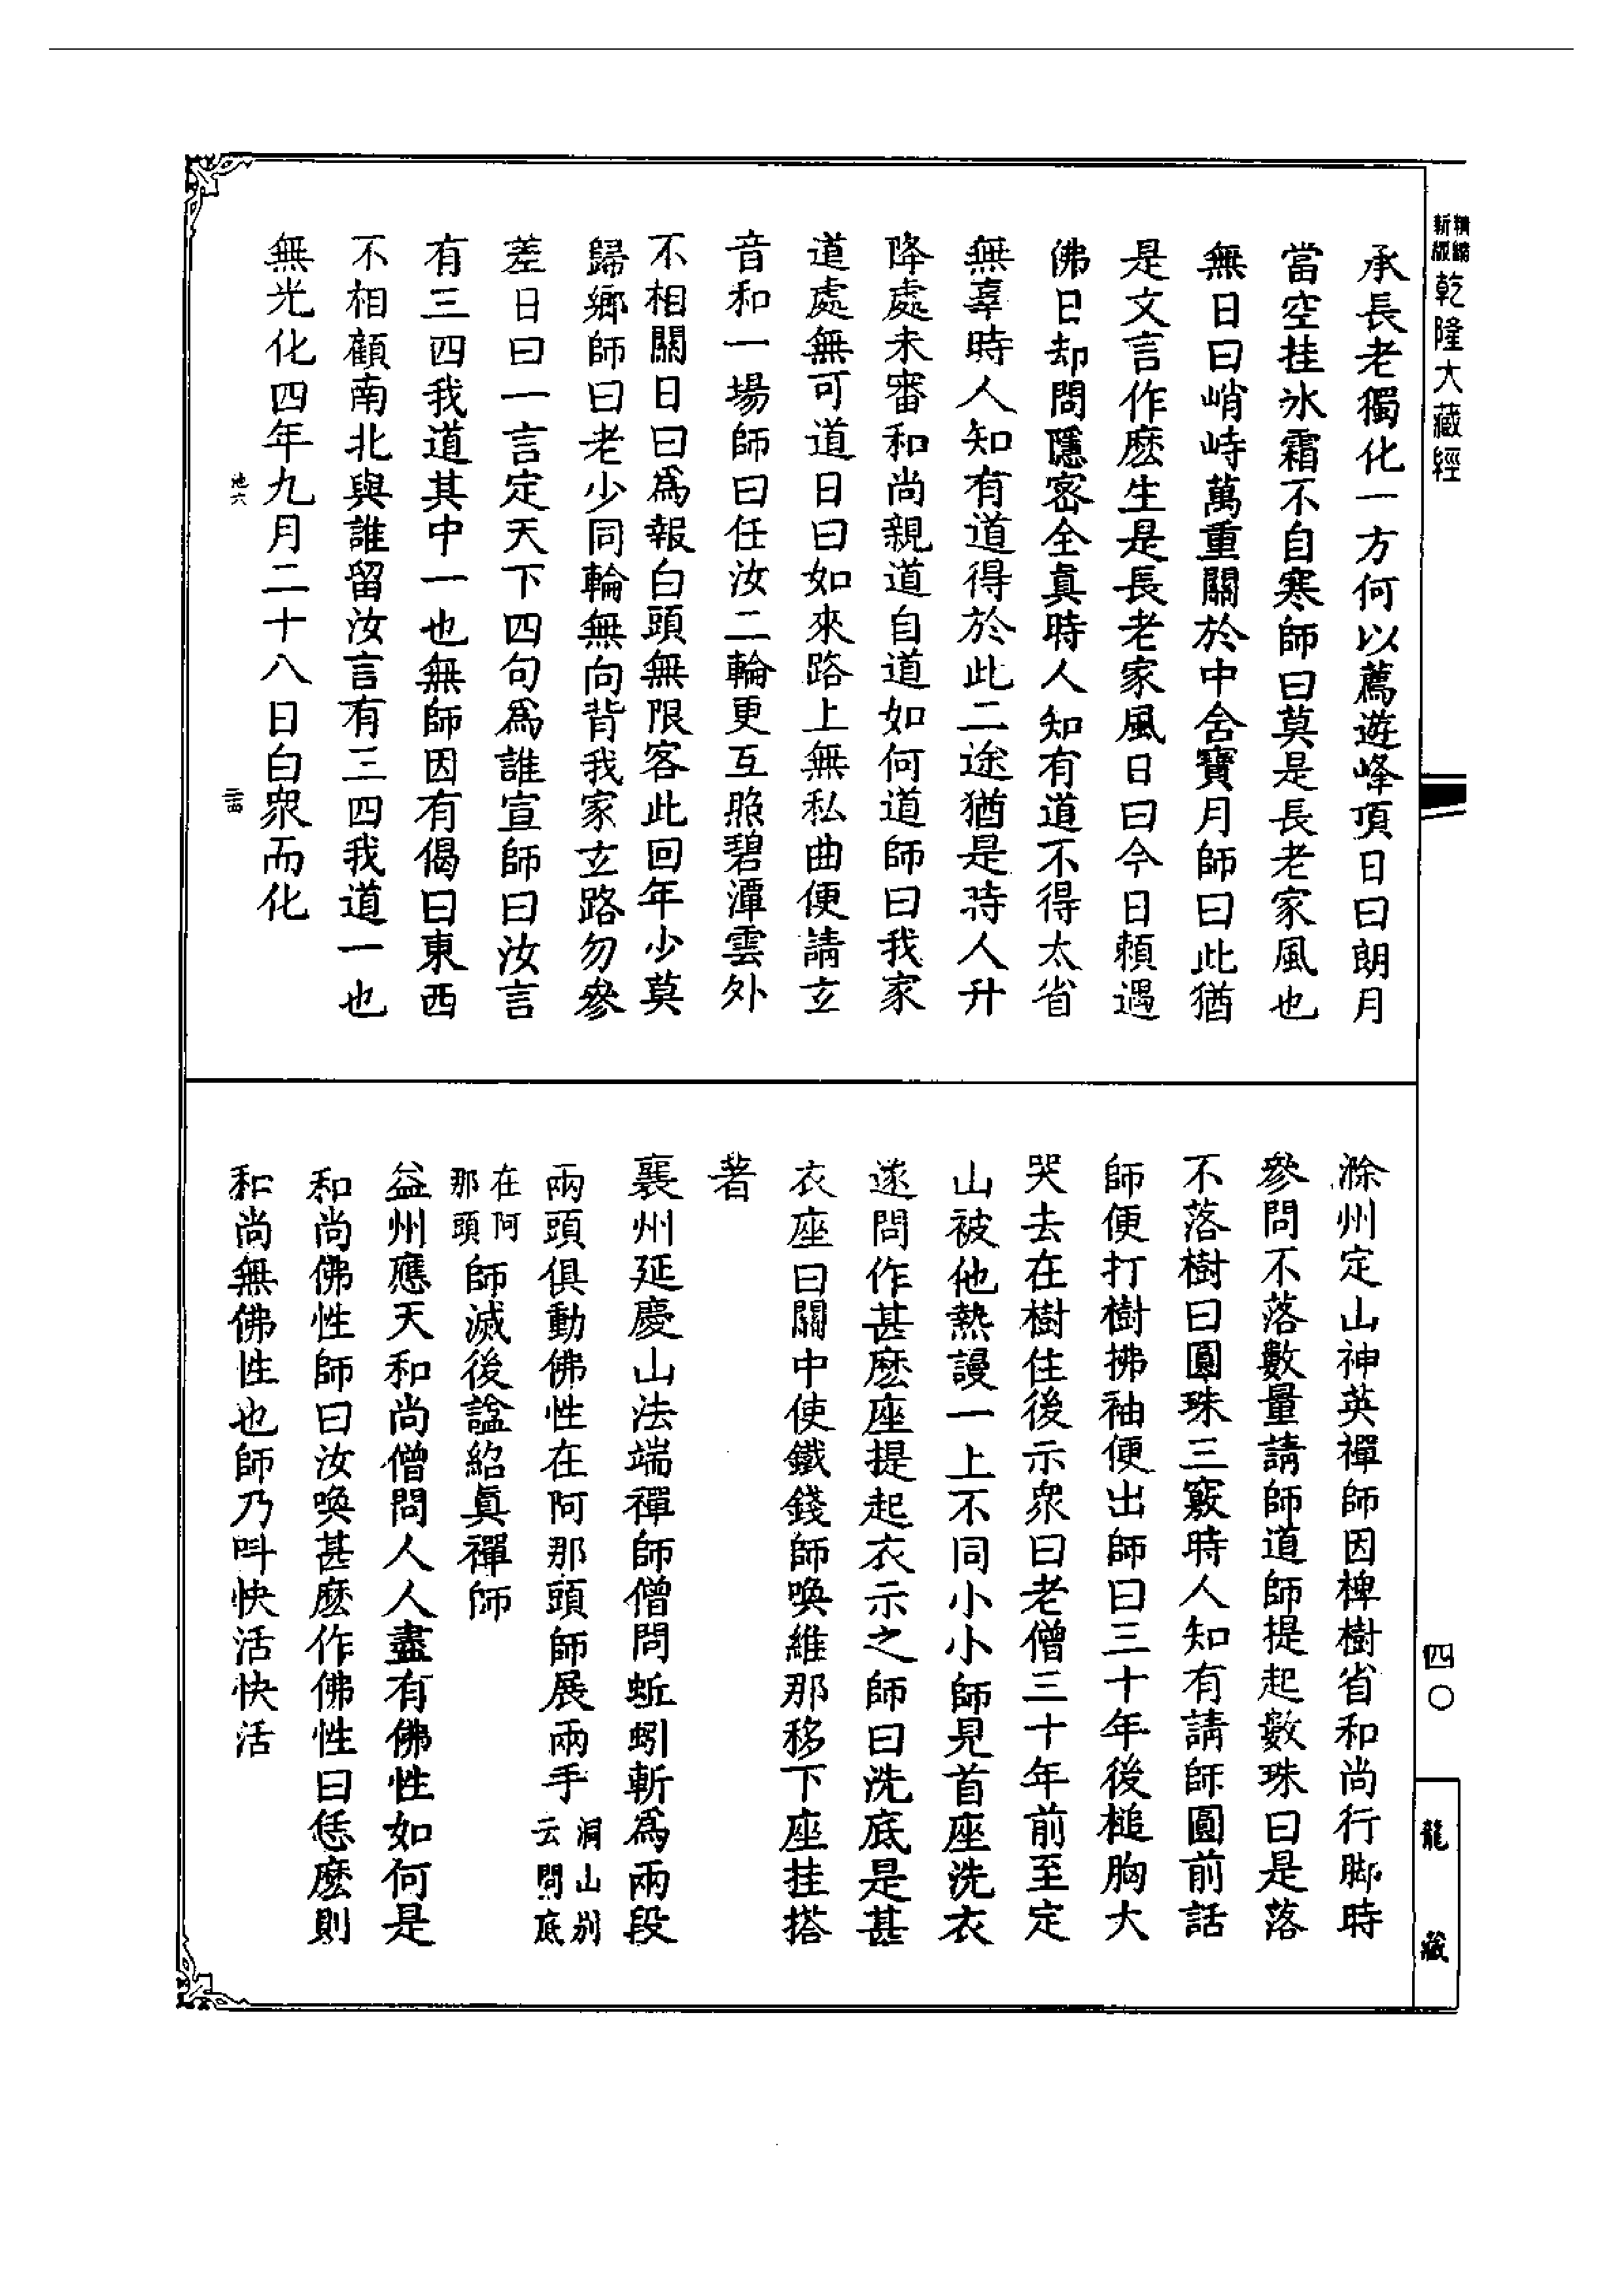 精編新版
乾隆大藏經
承長老獨化一方何以薦遊峰頂日曰朗月
當空挂氷霜不自寒師曰莫是長老家風也
無日曰峭峙萬重關於中含寶月師曰此猶
是文言作麽生是長老家風日曰今日賴遇
佛日却問隱密全眞時人知有道不得太省
無辜時人知有道得於此二途猶是時人升
降處未審和尚親道自道如何道師曰我家
道處無可道日曰如來路上無私曲便請玄
音和一場師曰任汝二輪更互照碧潭雲外
不相關日曰爲報白頭無限客此回年少莫
歸鄉師曰老少同輪無向背我家玄路勿參
差日曰一言定天下四句爲誰宣師曰汝言
有三四我道其中一也無師因有偈曰東西
不相顧南北與誰留汝言有三四我道一也
無光化四年九月二十八日白衆而化
池六
滁州定山神英禪師因椑樹省和尚行脚時
參問不落數量請師道師提起數珠曰是落
不落樹曰圓珠三竅時人知有請師圓前話
師便打樹拂袖便出師曰三十年後槌胸大
哭去在樹住後示衆曰老僧三十年前至定
山被他熱謾一上不同小小師見首座洗衣
遂問作甚麽座提起衣示之師曰洗底是甚
衣座曰關中使鐵錢師喚維那移下座挂搭
著
襄州延慶山法端禪師僧問蚯蚓斬爲兩段
兩頭俱動佛性在阿那頭師展兩手洞山別云問底
在阿那頭師滅後諡紹眞禪師
益州應天和尚僧問人人盡有佛性如何是
和尚佛性師曰汝喚甚麽作佛性曰恁麽則
和尚無佛性也師乃呌快活快活
四〇
龍藏